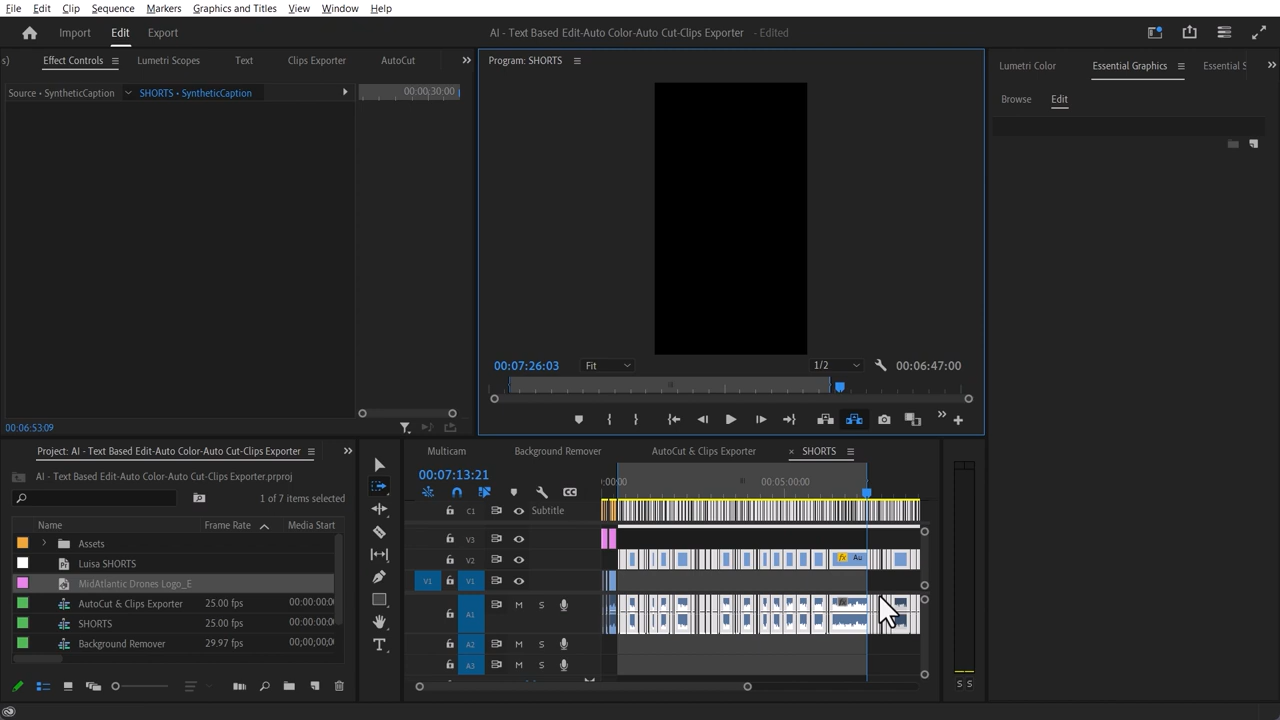 File Edit Clip Sequence Markers Graphics and Titles View Window Help
Import Edit Export
AI - Text Based Edit-Auto Color-Auto Cut-Clips Exporter - Edited
s) Effect Controls Lumetri Scopes Text Clips Exporter AutoCut
Source • SyntheticCaption SHORTS • SyntheticCaption 00:00:30:00
00:06:53:09
Program: SHORTS
00:07:26:03 Fit 1/2 00:06:47:00
Lumetri Color Essential Graphics Essential S
Browse Edit
Project: AI - Text Based Edit-Auto Color-Auto Cut-Clips Exporter
AI - Text Based Edit-Auto Color-Auto Cut-Clips Exporter.prproj
1 of 7 items selected
Name Frame Rate Media Start
Assets
Luisa SHORTS
MidAtlantic Drones Logo_E
AutoCut & Clips Exporter 25.00 fps 00:00:00:0
SHORTS 25.00 fps 00:00:00:0
Background Remover 29.97 fps 00;00;00;0
Multicam Background Remover AutoCut & Clips Exporter × SHORTS
00:07:13:21 :00:00 00:05:00:00
C1 Subtitle
V3
V2 fx Au
V1 V1
A1 M S
A2 M S
A3 M S
S S